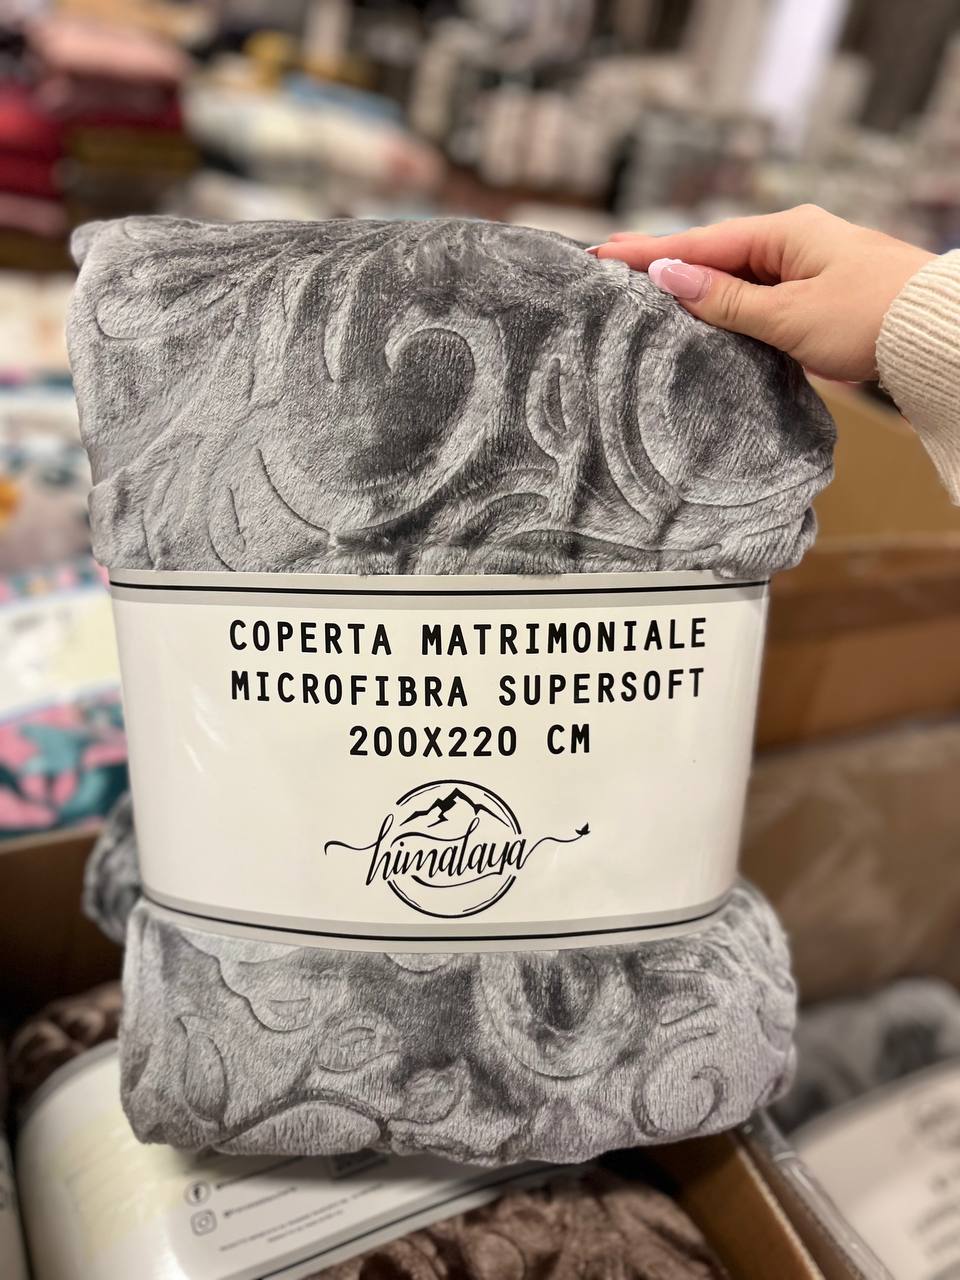 COPERTA MATRIMONIALE
MICROFIBRA SUPERSOFT
200X220 CM
himalaya